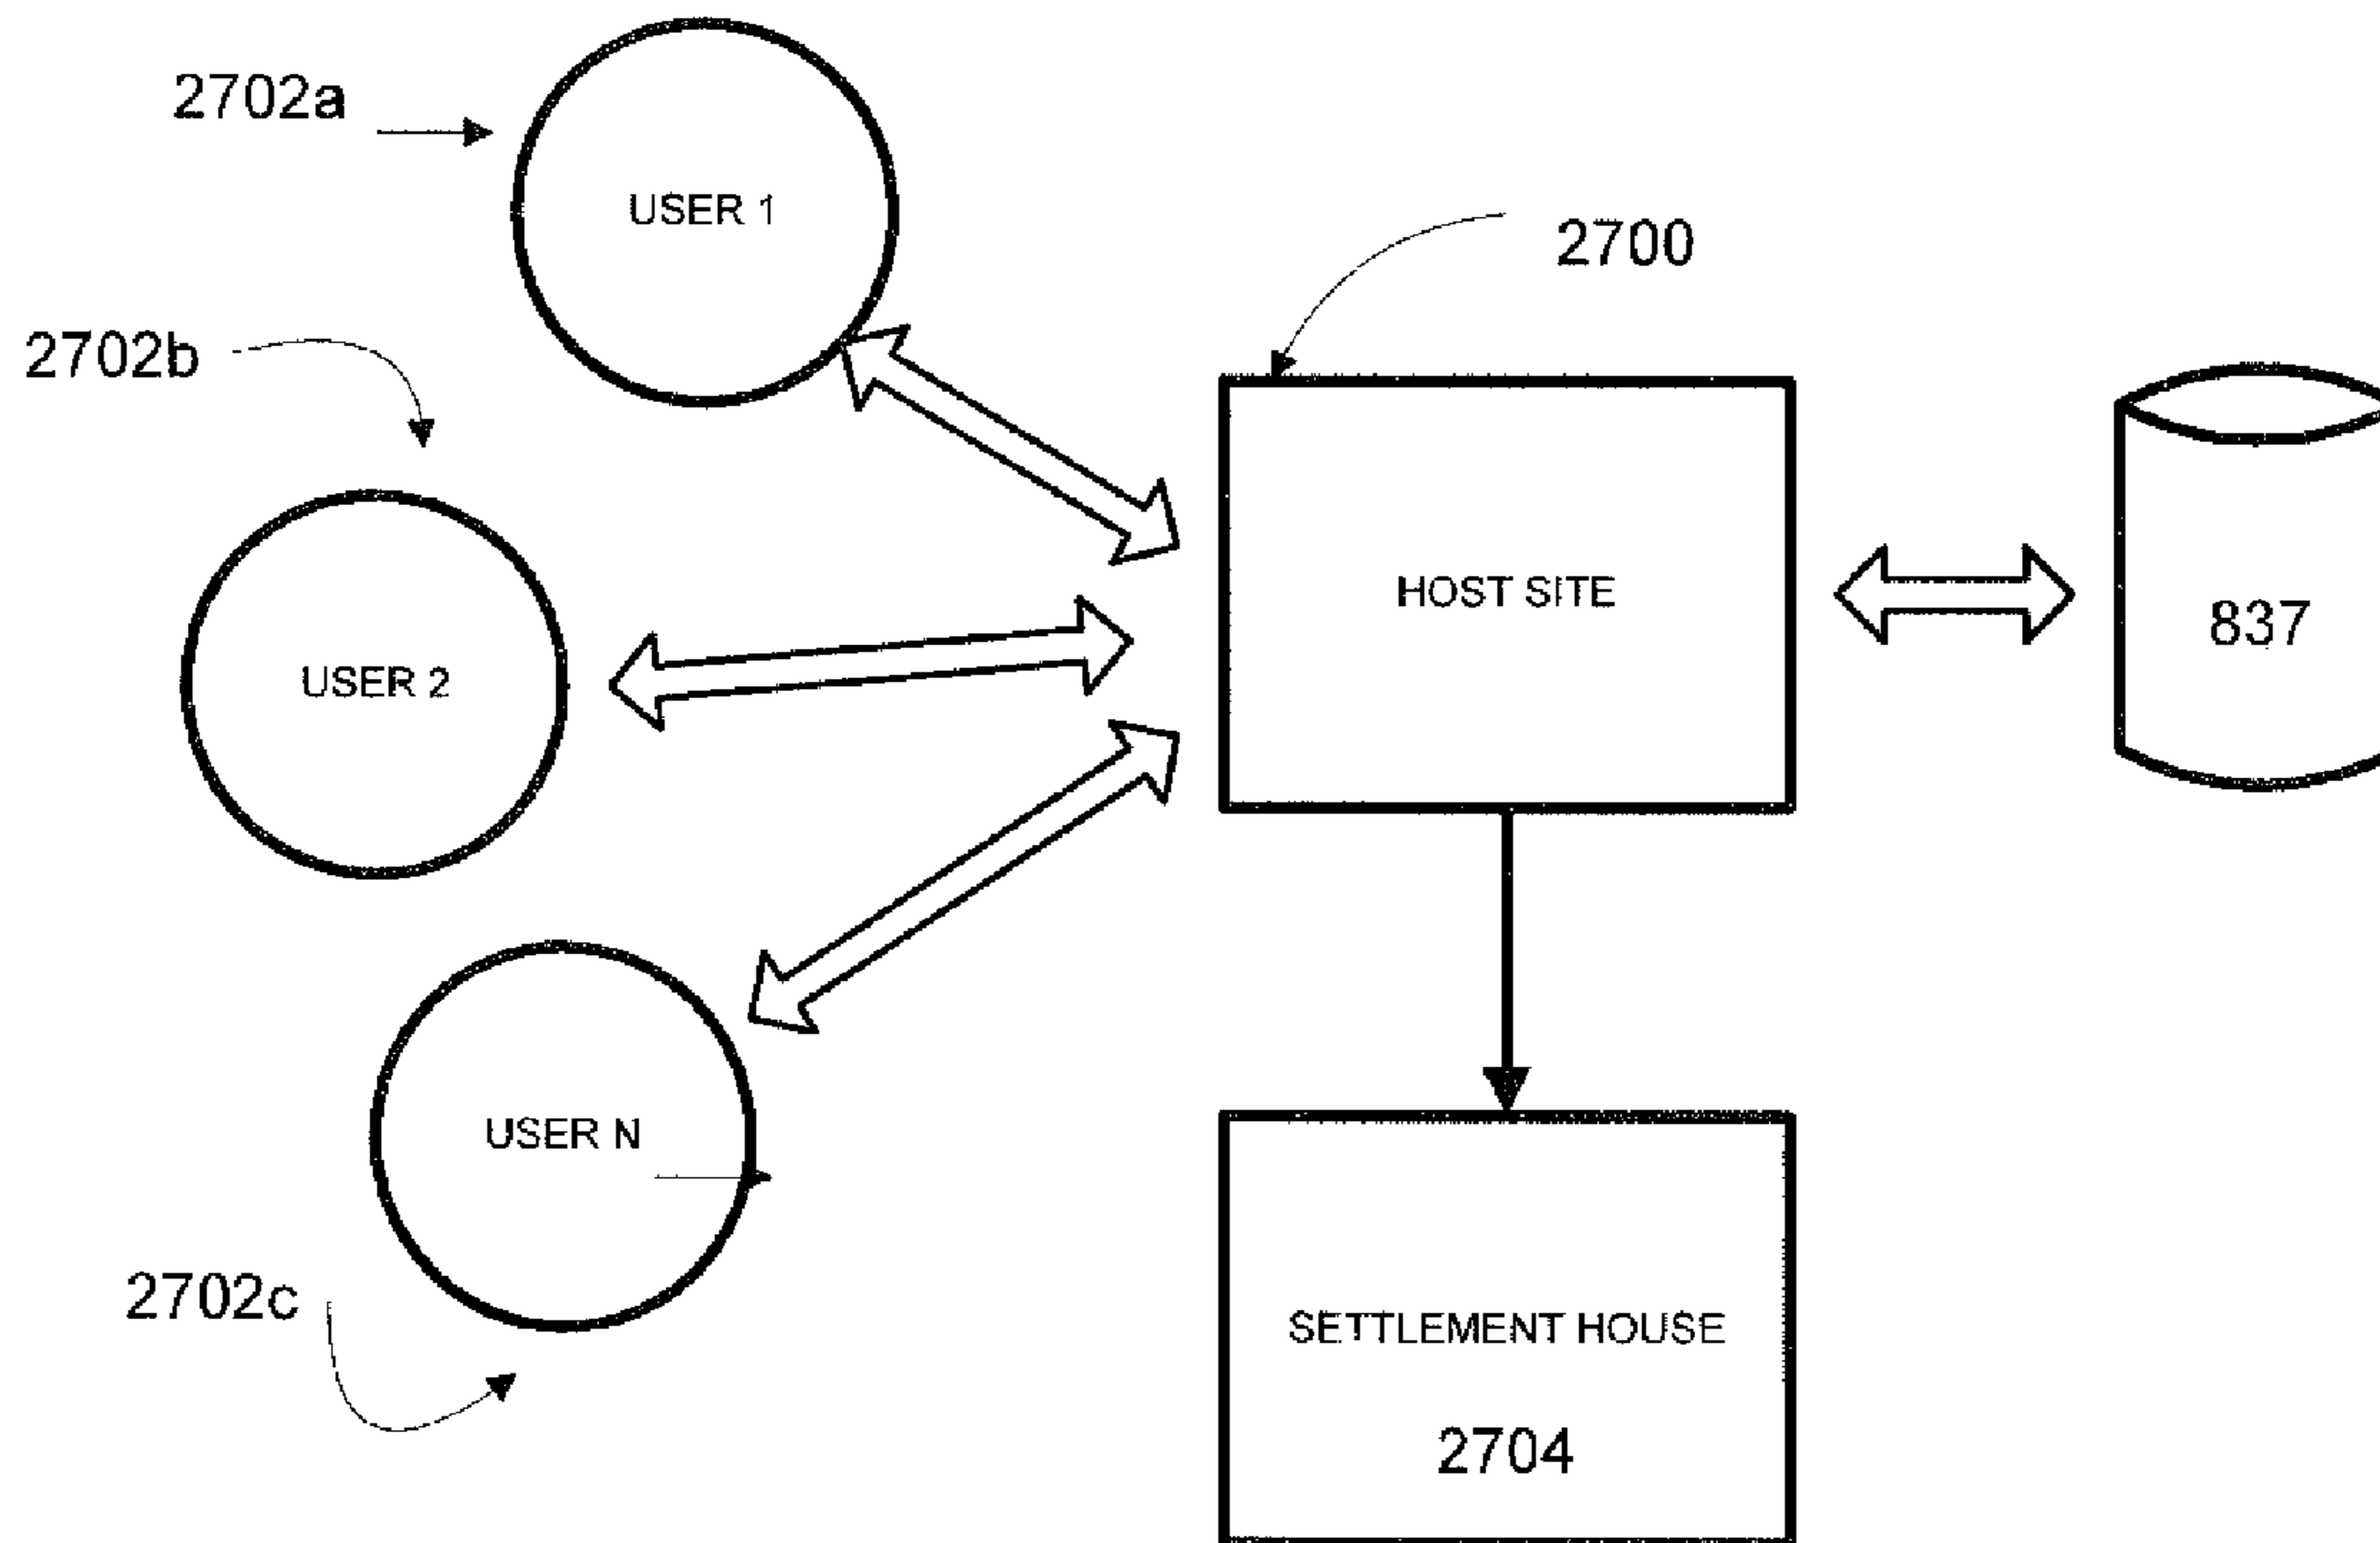 2702a
USER 1
2700
2702b
HOST SITE
837
USER 2
USER N
2702c
SETTLEMENT HOUSE
2704